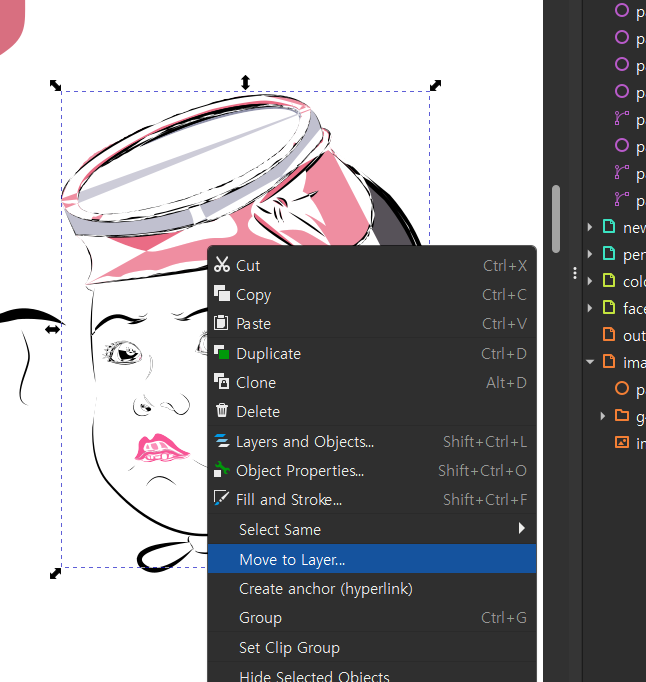 Cut Ctrl+X
Copy Ctrl+C
Paste Ctrl+V
Duplicate Ctrl+D
Clone Alt+D
Delete
Layers and Objects... Shift+Ctrl+L
Object Properties... Shift+Ctrl+O
Fill and Stroke... Shift+Ctrl+F
Select Same
Move to Layer...
Create anchor (hyperlink)
Group Ctrl+G
Set Clip Group
Hide Selected Objects
new
per
colo
face
out
ima